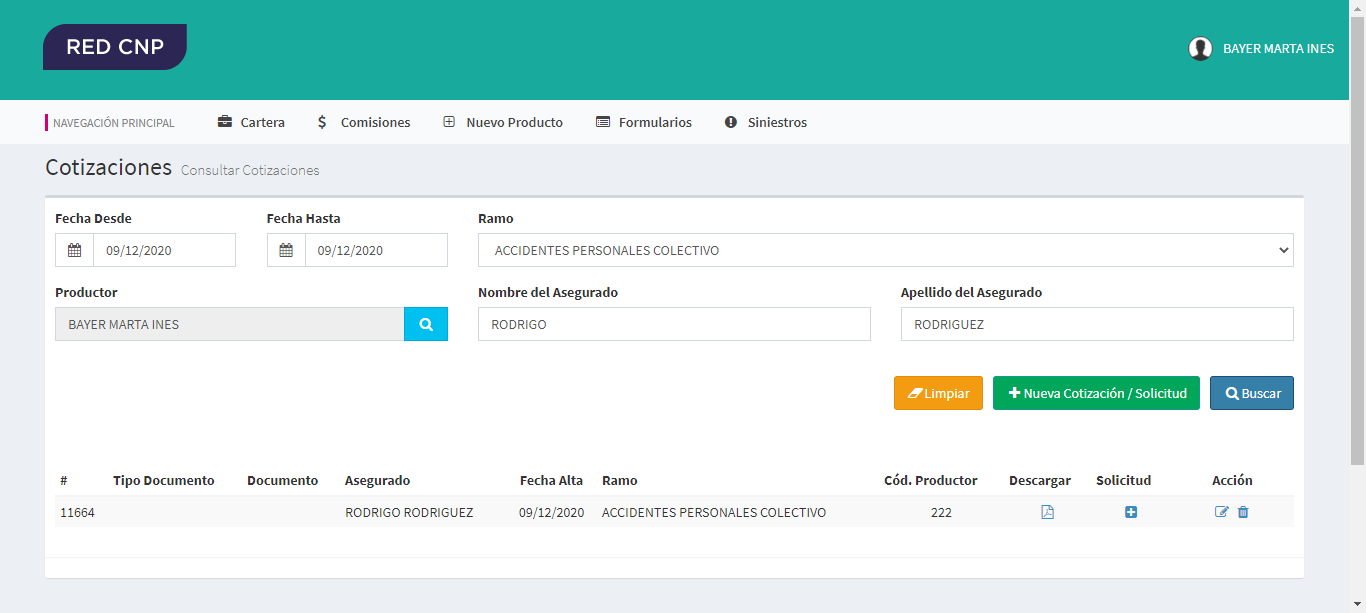 RED CNP
BAYER MARTA INES
NAVEGACIÓN PRINCIPAL Cartera $ Comisiones Nuevo Producto Formularios Siniestros
Cotizaciones Consultar Cotizaciones
Fecha Desde Fecha Hasta Ramo
09/12/2020 09/12/2020 ACCIDENTES PERSONALES COLECTIVO
Productor Nombre del Asegurado Apellido del Asegurado
BAYER MARTA INES RODRIGO RODRIGUEZ
Limpiar Nueva Cotización / Solicitud Buscar
# Tipo Documento Documento Asegurado Fecha Alta Ramo Cód. Productor Descargar Solicitud Acción
11664 RODRIGO RODRIGUEZ 09/12/2020 ACCIDENTES PERSONALES COLECTIVO 222